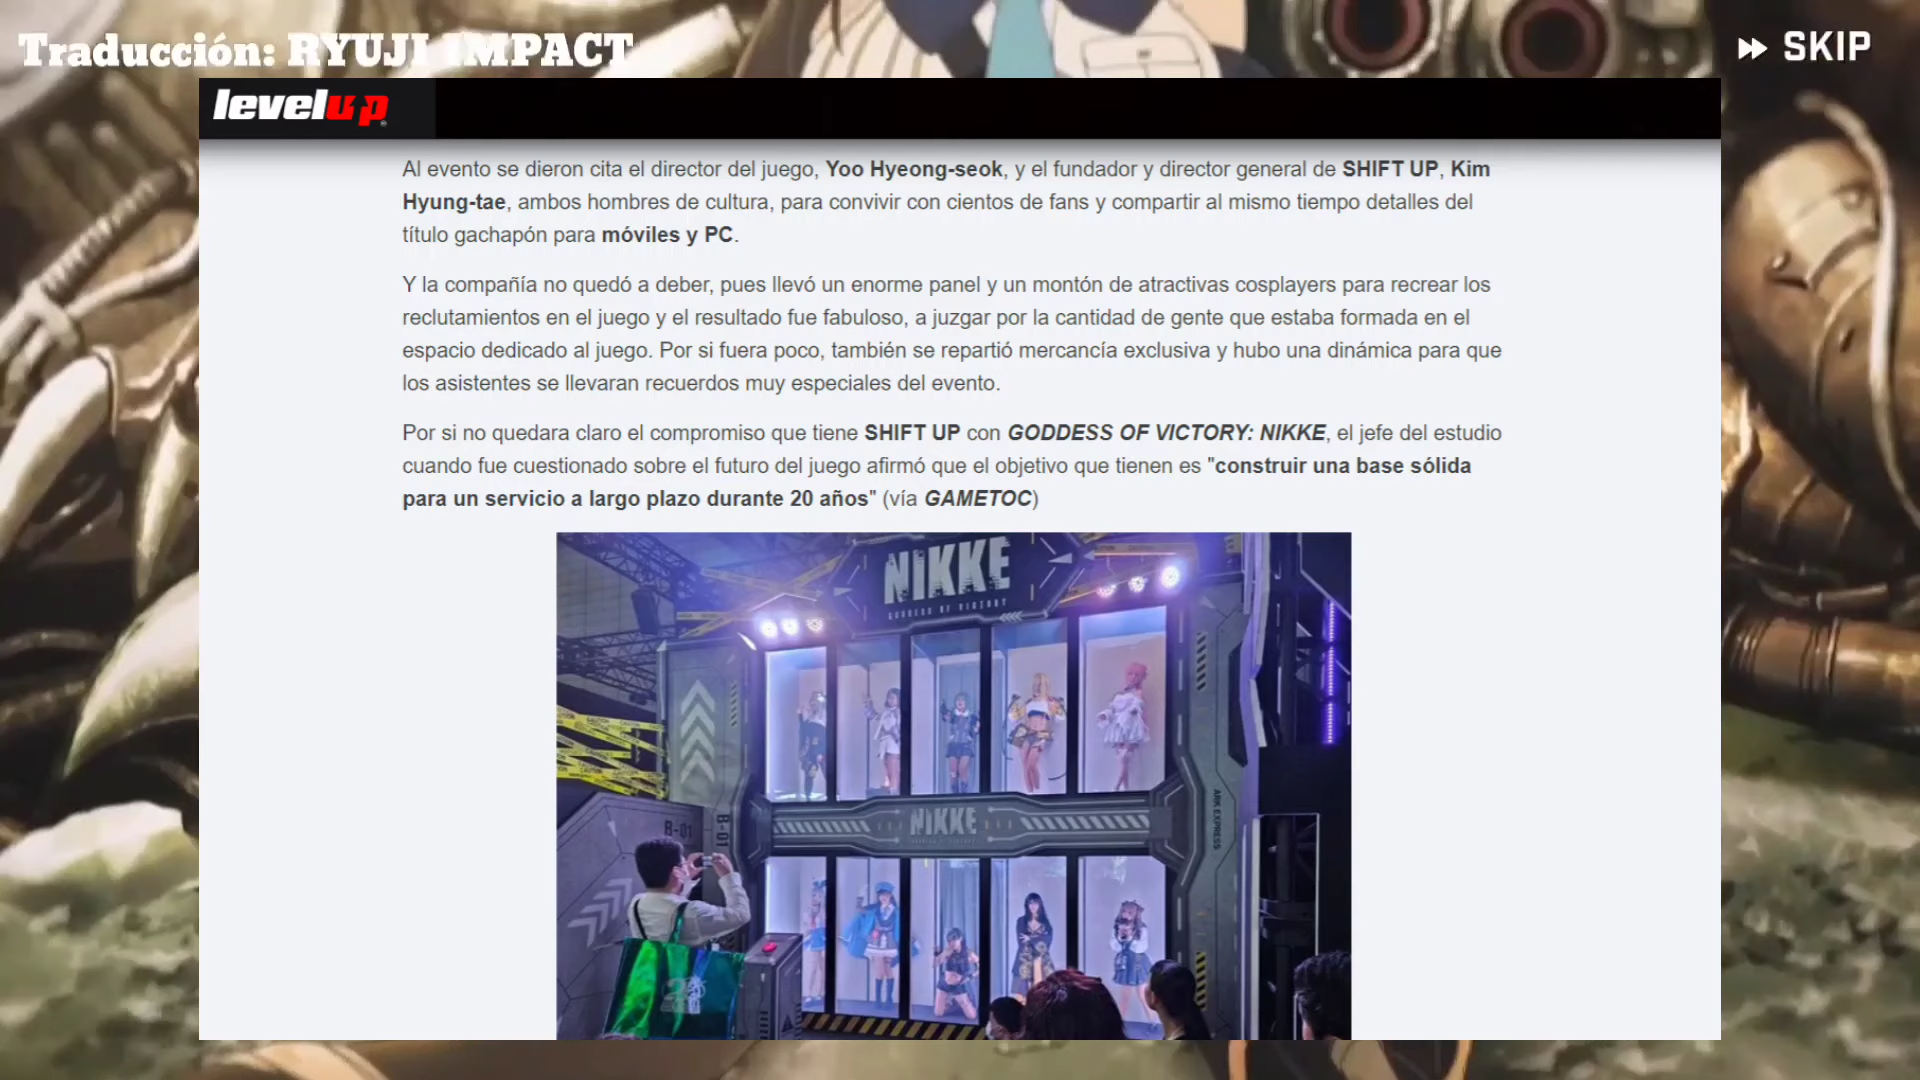 Traducción: RYUJI IMPACT
SKIP
levelup
Al evento se dieron cita el director del juego, Yoo Hyeong-seok, y el fundador y director general de SHIFT UP, Kim
Hyung-tae, ambos hombres de cultura, para convivir con cientos de fans y compartir al mismo tiempo detalles del
título gachapón para móviles y PC.
Y la compañía no quedó a deber, pues llevó un enorme panel y un montón de atractivas cosplayers para recrear los
reclutamientos en el juego y el resultado fue fabuloso, a juzgar por la cantidad de gente que estaba formada en el
espacio dedicado al juego. Por si fuera poco, también se repartió mercancía exclusiva y hubo una dinámica para que
los asistentes se llevaran recuerdos muy especiales del evento.
Por si no quedara claro el compromiso que tiene SHIFT UP con GODDESS OF VICTORY: NIKKE, el jefe del estudio
cuando fue cuestionado sobre el futuro del juego afirmó que el objetivo que tienen es "construir una base sólida
para un servicio a largo plazo durante 20 años" (vía GAMETOC)
NIKKE
GODDESS OF VICTORY
CAUTION
NIKKE
B-01
B-01
ARK EXPRESS